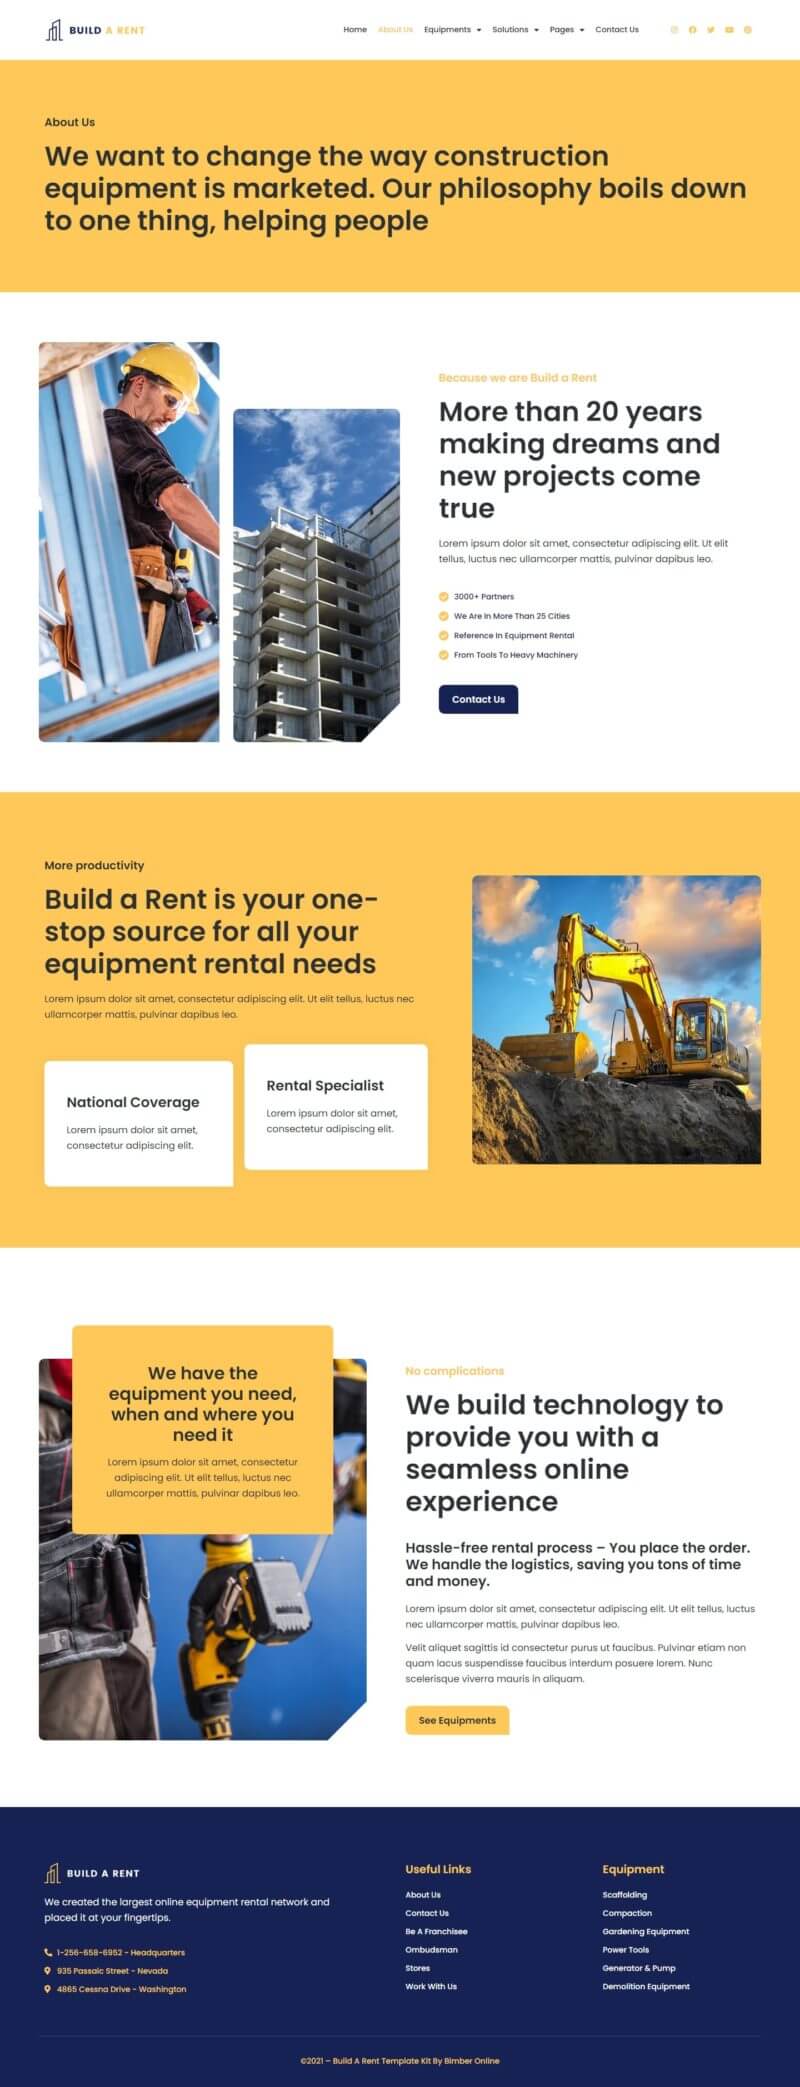 BUILD A RENT
Home About Us Equipments Solutions Pages Contact Us
About Us
We want to change the way construction
equipment is marketed. Our philosophy boils down
to one thing, helping people
Because we are Build a Rent
More than 20 years
making dreams and
new projects come
true
Lorem ipsum dolor sit amet, consectetur adipiscing elit. Ut elit
tellus, luctus nec ullamcorper mattis, pulvinar dapibus leo.
3000+ Partners
We Are In More Than 25 Cities
Reference In Equipment Rental
From Tools To Heavy Machinery
Contact Us
More productivity
Build a Rent is your one-
stop source for all your
equipment rental needs
Lorem ipsum dolor sit amet, consectetur adipiscing elit. Ut elit tellus, luctus nec
ullamcorper mattis, pulvinar dapibus leo.
National Coverage
Lorem ipsum dolor sit amet,
consectetur adipiscing elit.
Rental Specialist
Lorem ipsum dolor sit amet,
consectetur adipiscing elit.
We have the
equipment you need,
when and where you
need it
Lorem ipsum dolor sit amet, consectetur
adipiscing elit. Ut elit tellus, luctus nec
ullamcorper mattis, pulvinar dapibus leo.
No complications
We build technology to
provide you with a
seamless online
experience
Hassle-free rental process – You place the order.
We handle the logistics, saving you tons of time
and money.
Lorem ipsum dolor sit amet, consectetur adipiscing elit. Ut elit tellus, luctus
nec ullamcorper mattis, pulvinar dapibus leo.
Velit aliquet sagittis id consectetur purus ut faucibus. Pulvinar etiam non
quam lacus suspendisse faucibus interdum posuere lorem. Nunc
scelerisque viverra mauris in aliquam.
See Equipments
BUILD A RENT
We created the largest online equipment rental network and
placed it at your fingertips.
1-256-658-6952 - Headquarters
935 Passaic Street - Nevada
4865 Cessna Drive - Washington
Useful Links
About Us
Contact Us
Be A Franchisee
Ombudsman
Stores
Work With Us
Equipment
Scaffolding
Compaction
Gardening Equipment
Power Tools
Generator & Pump
Demolition Equipment
©2021 – Build A Rent Template Kit By Bimber Online